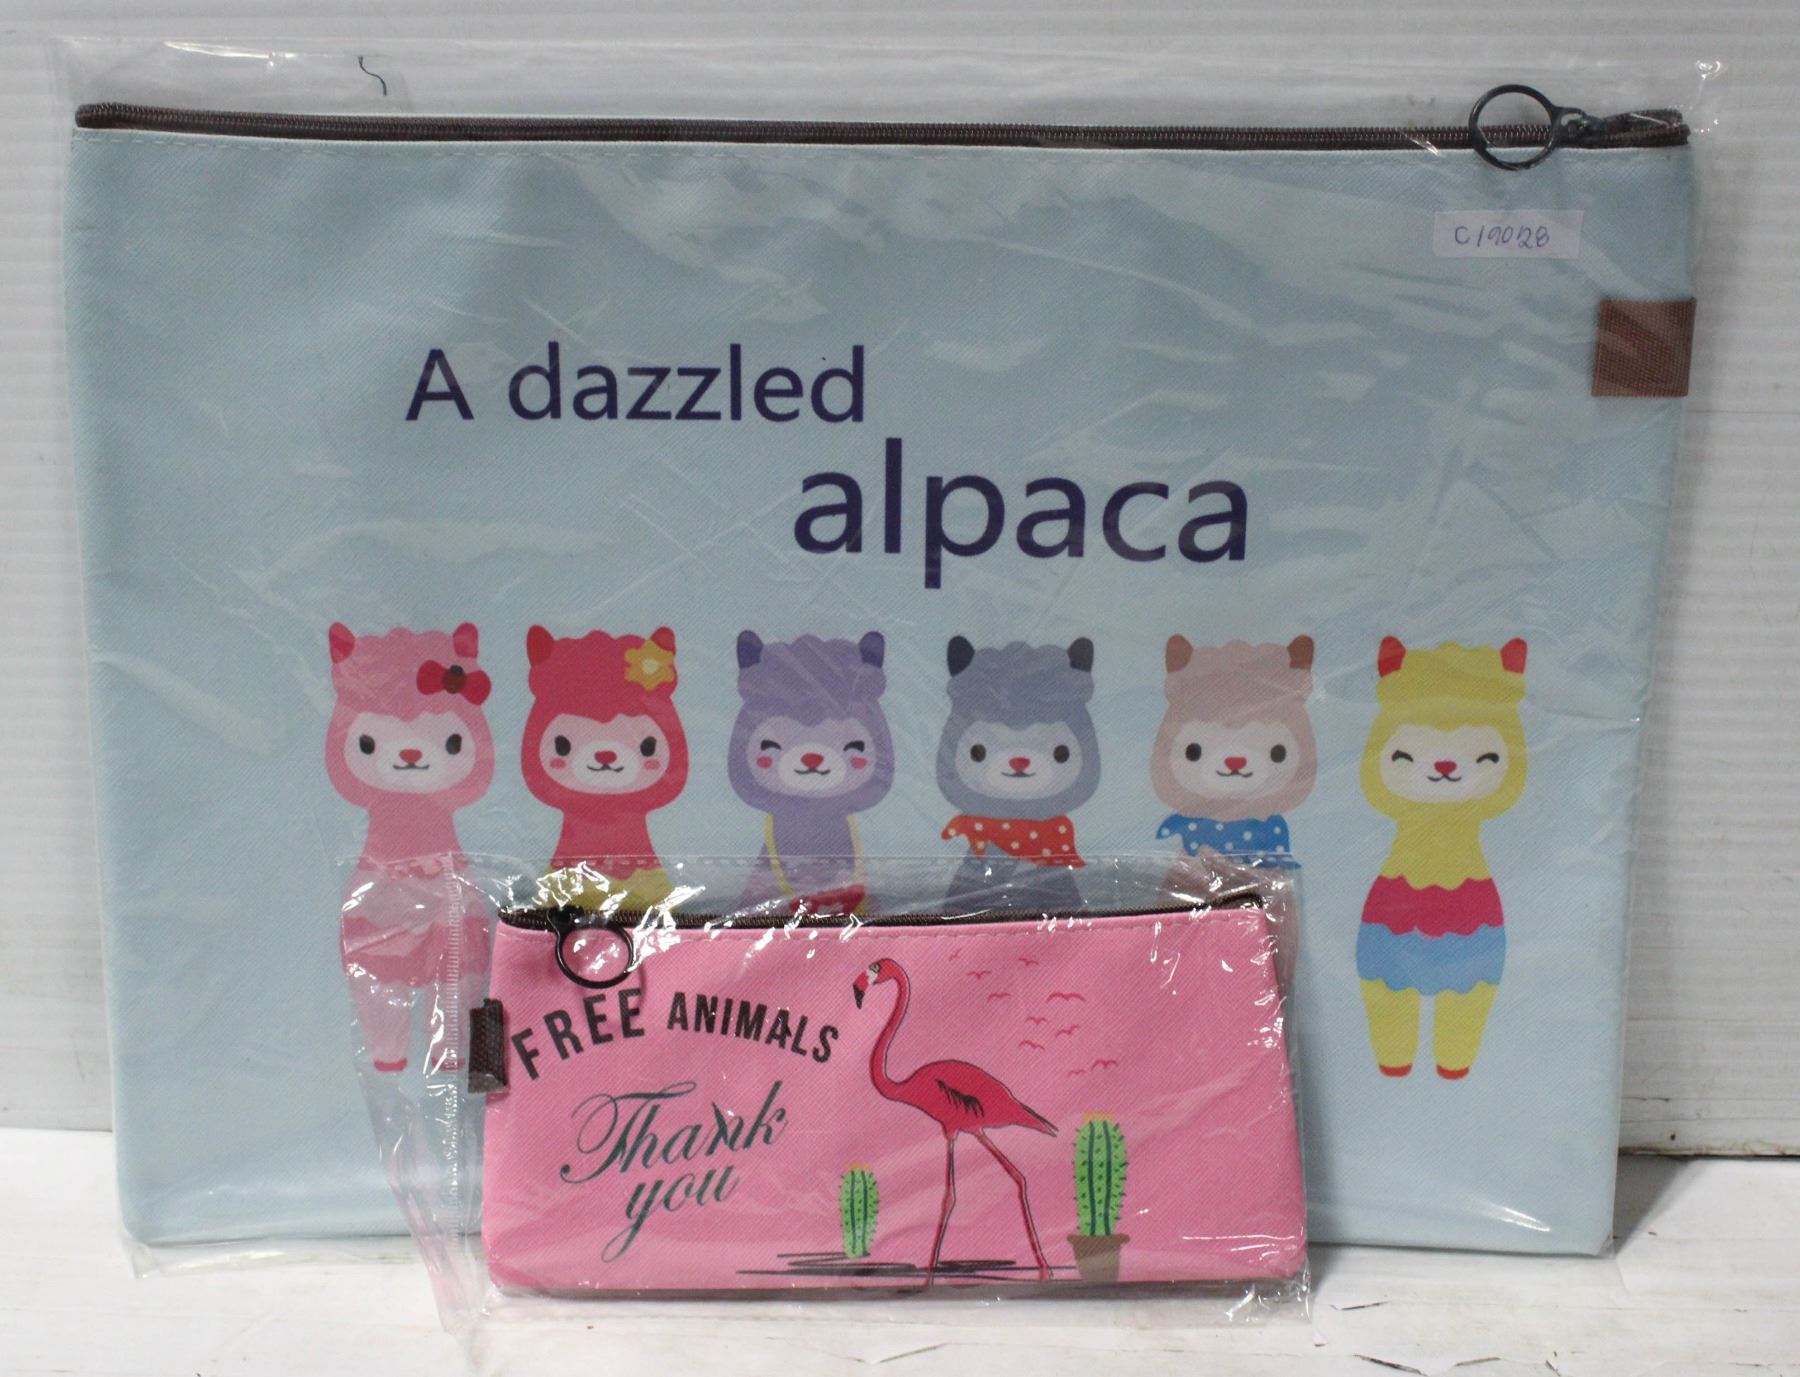 C19028
A dazzled
alpaca
FREE ANIMALS
Thank
you